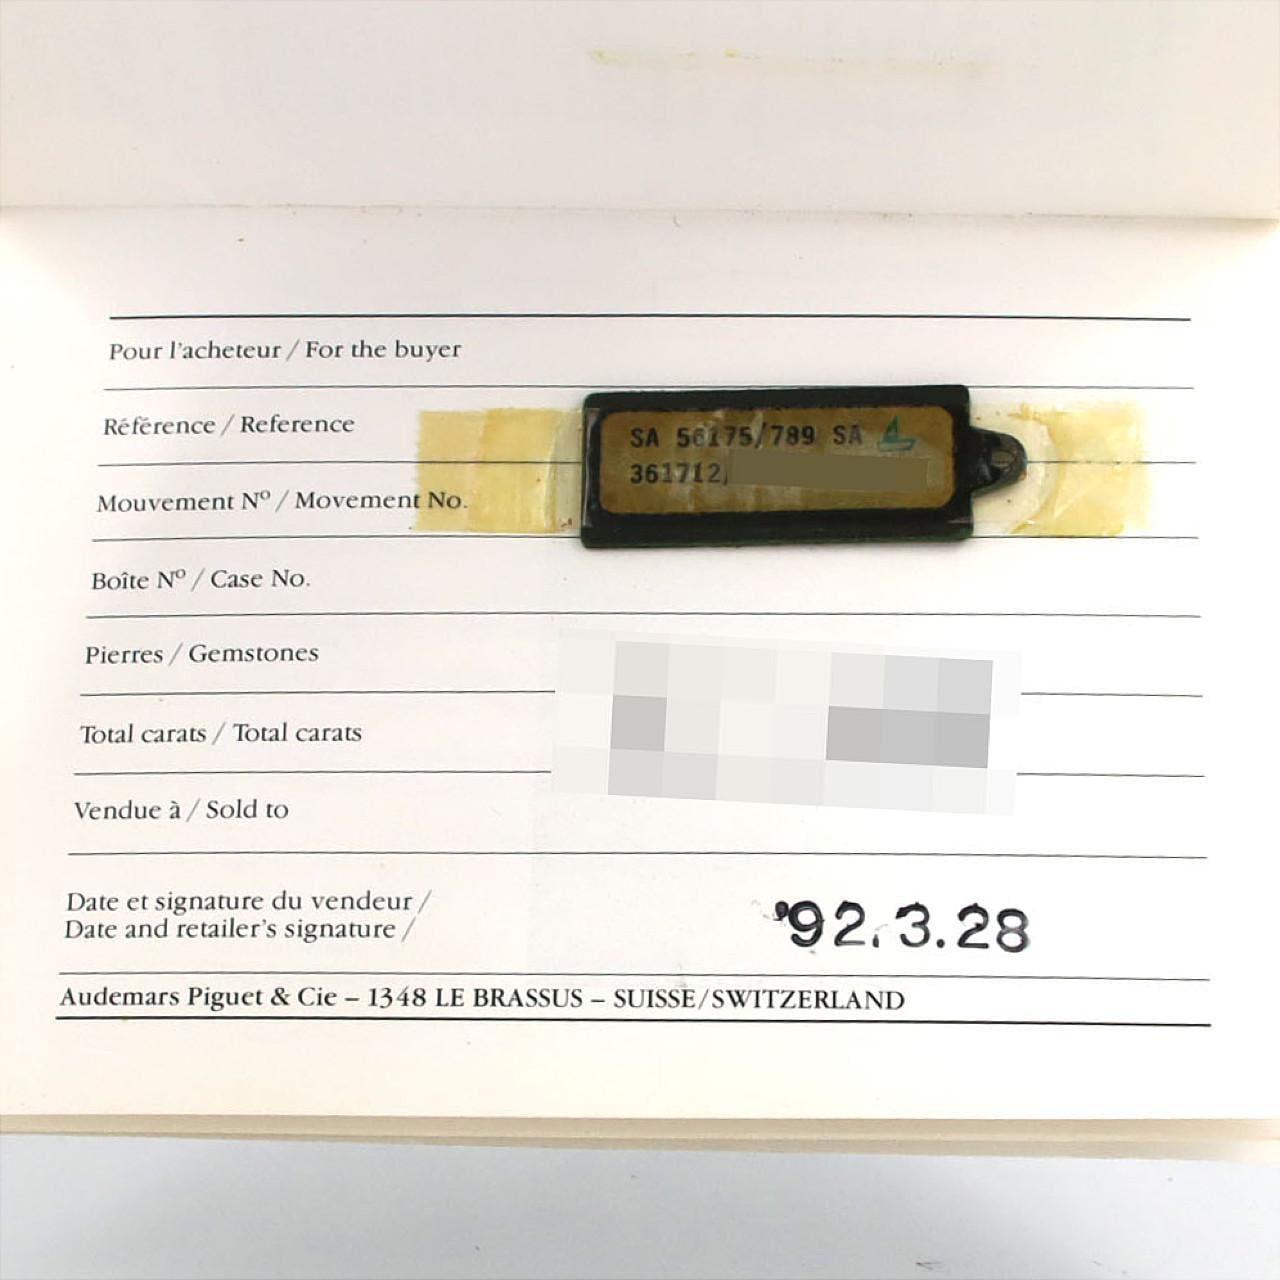 Pour l'acheteur / For the buyer
Référence / Reference
SA 56175/789 SA
361712
Mouvement Nº / Movement No.
Boîte Nº / Case No.
Pierres / Gemstones
Total carats / Total carats
Vendue à / Sold to
Date et signature du vendeur /
Date and retailer's signature /
'92.3.28
Audemars Piguet & Cie – 1348 LE BRASSUS – SUISSE/SWITZERLAND